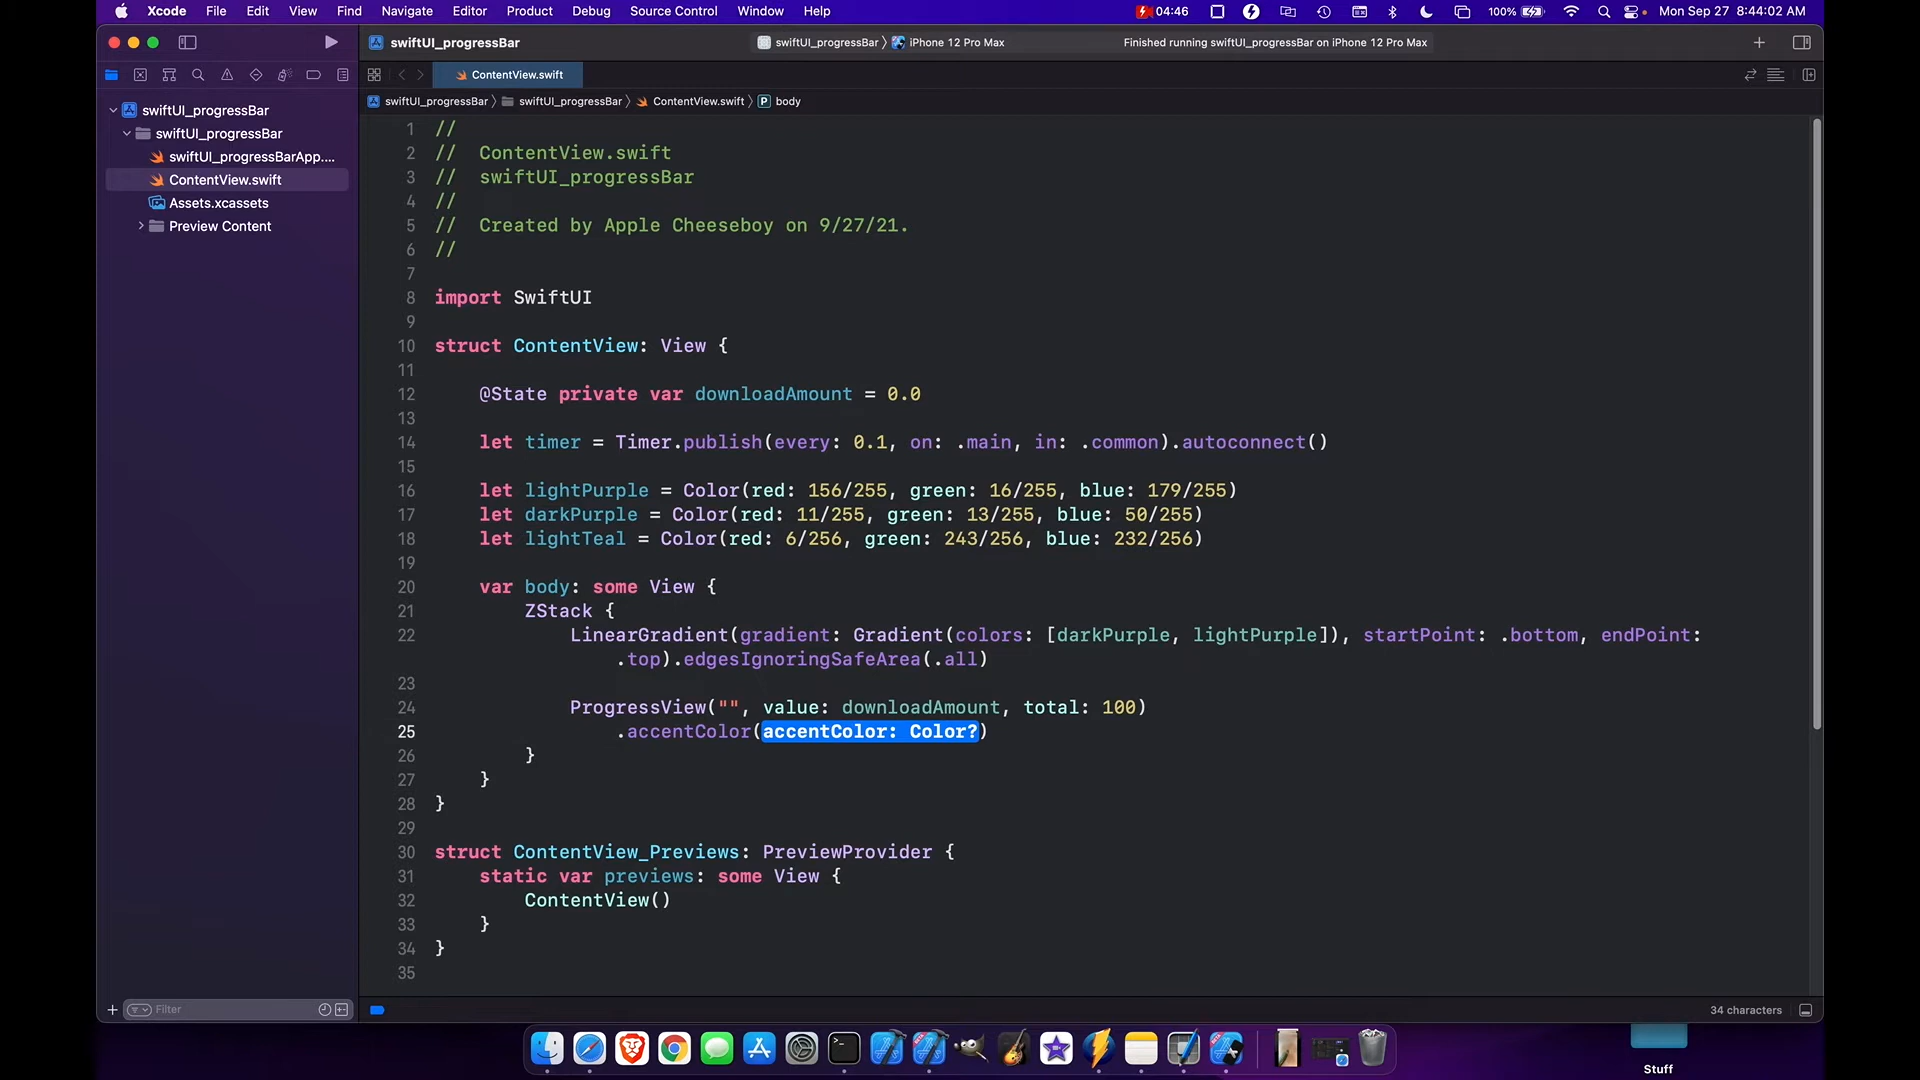 Xcode File Edit View Find Navigate Editor Product Debug Source Control Window Help 04:46 100% Mon Sep 27 8:44:02 AM
swiftUI_progressBar swiftUI_progressBar iPhone 12 Pro Max Finished running swiftUI_progressBar on iPhone 12 Pro Max
ContentView.swift
swiftUI_progressBar swiftUI_progressBar ContentView.swift P body
swiftUI_progressBar
swiftUI_progressBar
swiftUI_progressBarApp....
ContentView.swift
Assets.xcassets
Preview Content
1 //
2 // ContentView.swift
3 // swiftUI_progressBar
4 //
5 // Created by Apple Cheeseboy on 9/27/21.
6 //
7
8 import SwiftUI
9
10 struct ContentView: View {
11
12 @State private var downloadAmount = 0.0
13
14 let timer = Timer.publish(every: 0.1, on: .main, in: .common).autoconnect()
15
16 let lightPurple = Color(red: 156/255, green: 16/255, blue: 179/255)
17 let darkPurple = Color(red: 11/255, green: 13/255, blue: 50/255)
18 let lightTeal = Color(red: 6/256, green: 243/256, blue: 232/256)
19
20 var body: some View {
21 ZStack {
22 LinearGradient(gradient: Gradient(colors: [darkPurple, lightPurple]), startPoint: .bottom, endPoint:
.top).edgesIgnoringSafeArea(.all)
23
24 ProgressView("", value: downloadAmount, total: 100)
25 .accentColor(accentColor: Color?)
26 }
27 }
28 }
29
30 struct ContentView_Previews: PreviewProvider {
31 static var previews: some View {
32 ContentView()
33 }
34 }
35
Filter
34 characters
Stuff